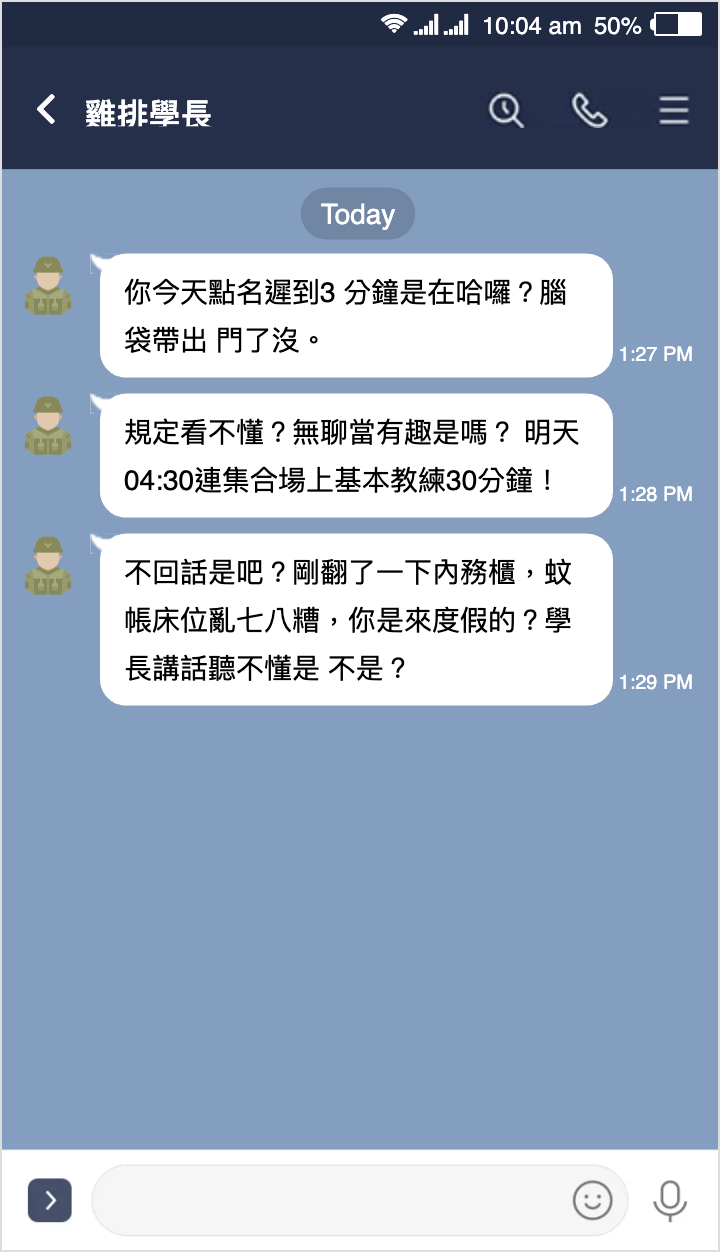 10:04 am 50%
雞排學長
Today
你今天點名遲到3 分鐘是在哈囉？腦
袋帶出 門了沒。
1:27 PM
規定看不懂？無聊當有趣是嗎？ 明天
04:30連集合場上基本教練30分鐘！
1:28 PM
不回話是吧？剛翻了一下內務櫃，蚊
帳床位亂七八糟，你是來度假的？學
長講話聽不懂是 不是？
1:29 PM